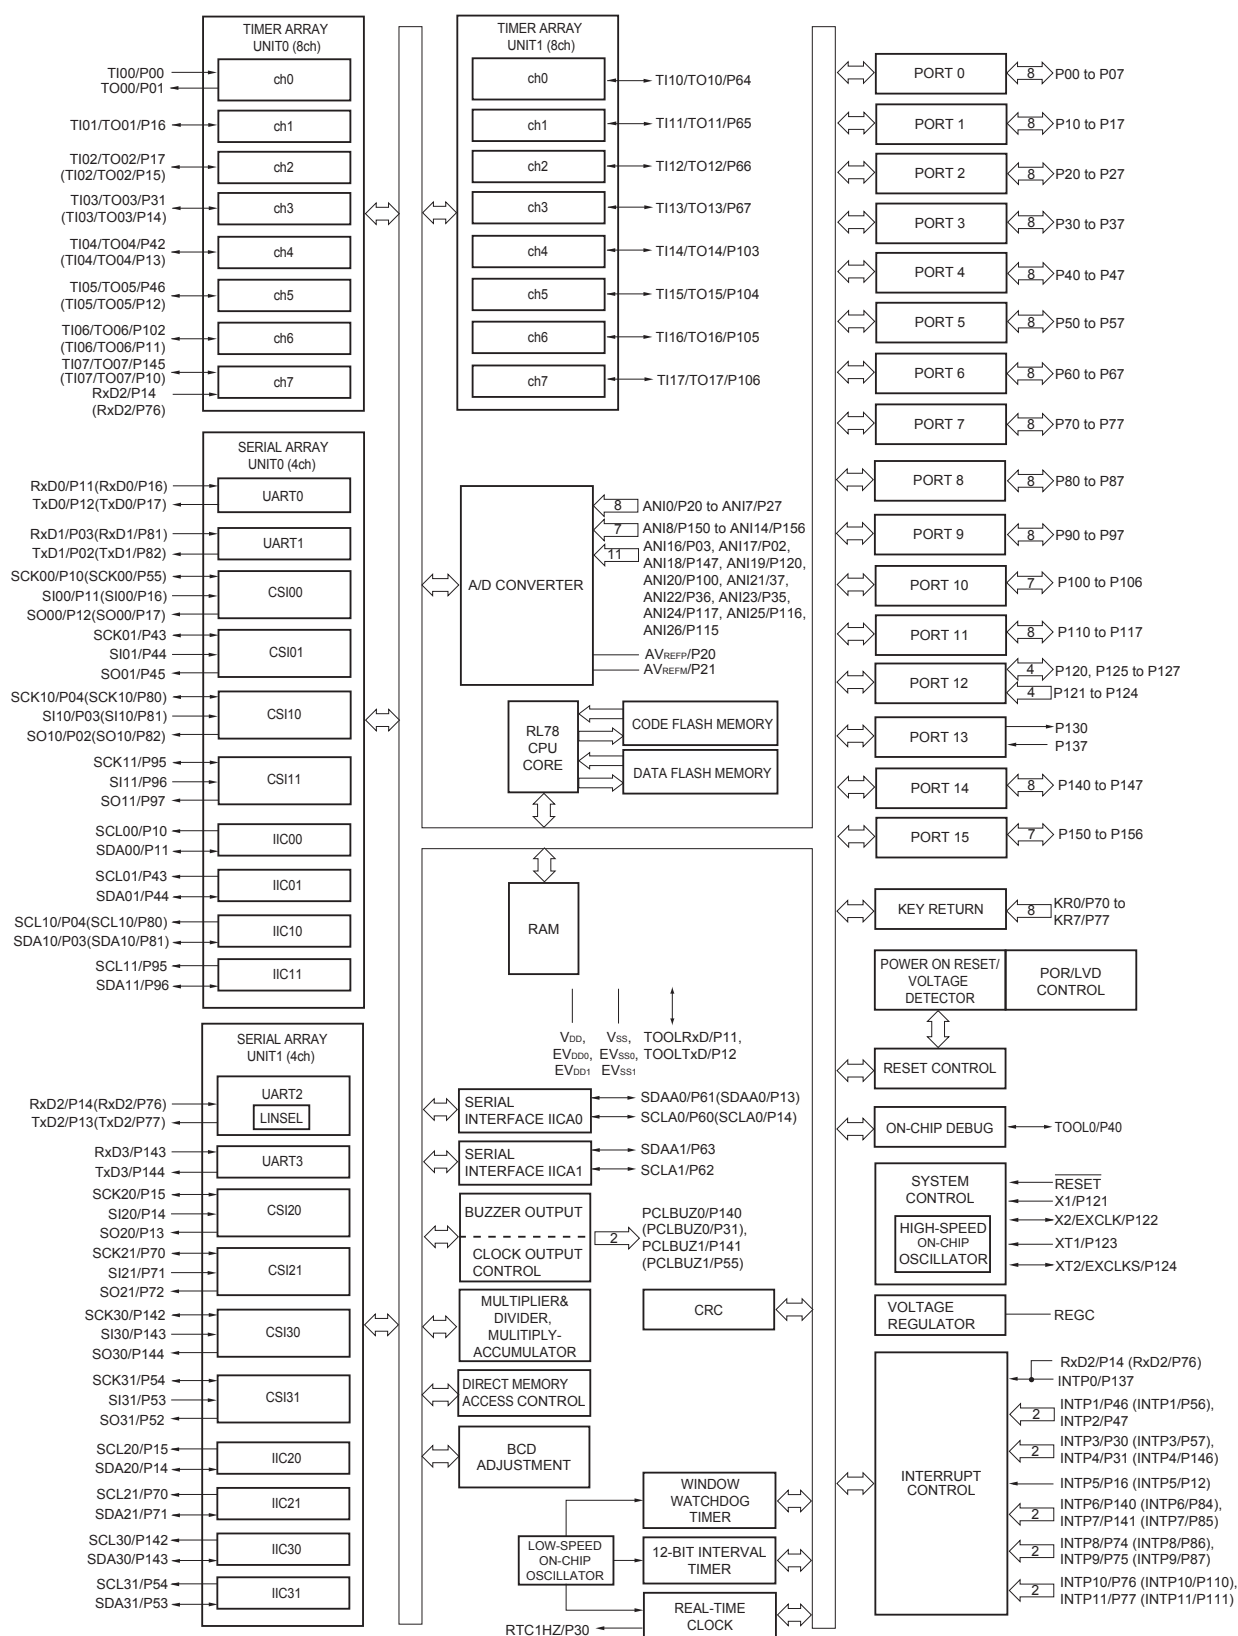 TIMER ARRAY
UNIT0 (8ch)
TI00/P00
TO00/P01
ch0
TI01/TO01/P16
ch1
TI02/TO02/P17
(TI02/TO02/P15)
ch2
TI03/TO03/P31
(TI03/TO03/P14)
ch3
TI04/TO04/P42
(TI04/TO04/P13)
ch4
TI05/TO05/P46
(TI05/TO05/P12)
ch5
TI06/TO06/P102
(TI06/TO06/P11)
ch6
TI07/TO07/P145
(TI07/TO07/P10)
RxD2/P14
(RxD2/P76)
ch7
SERIAL ARRAY
UNIT0 (4ch)
RxD0/P11(RxD0/P16)
TxD0/P12(TxD0/P17)
UART0
RxD1/P03(RxD1/P81)
TxD1/P02(TxD1/P82)
UART1
SCK00/P10(SCK00/P55)
SI00/P11(SI00/P16)
SO00/P12(SO00/P17)
CSI00
SCK01/P43
SI01/P44
SO01/P45
CSI01
SCK10/P04(SCK10/P80)
SI10/P03(SI10/P81)
SO10/P02(SO10/P82)
CSI10
SCK11/P95
SI11/P96
SO11/P97
CSI11
SCL00/P10
SDA00/P11
IIC00
SCL01/P43
SDA01/P44
IIC01
SCL10/P04(SCL10/P80)
SDA10/P03(SDA10/P81)
IIC10
SCL11/P95
SDA11/P96
IIC11
SERIAL ARRAY
UNIT1 (4ch)
RxD2/P14(RxD2/P76)
TxD2/P13(TxD2/P77)
UART2
LINSEL
RxD3/P143
TxD3/P144
UART3
SCK20/P15
SI20/P14
SO20/P13
CSI20
SCK21/P70
SI21/P71
SO21/P72
CSI21
SCK30/P142
SI30/P143
SO30/P144
CSI30
SCK31/P54
SI31/P53
SO31/P52
CSI31
SCL20/P15
SDA20/P14
IIC20
SCL21/P70
SDA21/P71
IIC21
SCL30/P142
SDA30/P143
IIC30
SCL31/P54
SDA31/P53
IIC31
TIMER ARRAY
UNIT1 (8ch)
ch0
TI10/TO10/P64
ch1
TI11/TO11/P65
ch2
TI12/TO12/P66
ch3
TI13/TO13/P67
ch4
TI14/TO14/P103
ch5
TI15/TO15/P104
ch6
TI16/TO16/P105
ch7
TI17/TO17/P106
A/D CONVERTER
8
ANI0/P20 to ANI7/P27
7
ANI8/P150 to ANI14/P156
11
ANI16/P03, ANI17/P02,
ANI18/P147, ANI19/P120,
ANI20/P100, ANI21/37,
ANI22/P36, ANI23/P35,
ANI24/P117, ANI25/P116,
ANI26/P115
AVREFP/P20
AVREFM/P21
RL78
CPU
CORE
CODE FLASH MEMORY
DATA FLASH MEMORY
RAM
VDD,
EVDD0,
EVDD1
VSS,
EVSS0,
EVSS1
TOOLRxD/P11,
TOOLTxD/P12
SERIAL
INTERFACE IICA0
SDAA0/P61(SDAA0/P13)
SCLA0/P60(SCLA0/P14)
SERIAL
INTERFACE IICA1
SDAA1/P63
SCLA1/P62
BUZZER OUTPUT
CLOCK OUTPUT
CONTROL
2
PCLBUZ0/P140
(PCLBUZ0/P31),
PCLBUZ1/P141
(PCLBUZ1/P55)
MULTIPLIER&
DIVIDER,
MULITIPLY-
ACCUMULATOR
CRC
DIRECT MEMORY
ACCESS CONTROL
BCD
ADJUSTMENT
WINDOW
WATCHDOG
TIMER
LOW-SPEED
ON-CHIP
OSCILLATOR
12-BIT INTERVAL
TIMER
REAL-TIME
CLOCK
RTC1HZ/P30
PORT 0
8
P00 to P07
PORT 1
8
P10 to P17
PORT 2
8
P20 to P27
PORT 3
8
P30 to P37
PORT 4
8
P40 to P47
PORT 5
8
P50 to P57
PORT 6
8
P60 to P67
PORT 7
8
P70 to P77
PORT 8
8
P80 to P87
PORT 9
8
P90 to P97
PORT 10
7
P100 to P106
PORT 11
8
P110 to P117
PORT 12
4
P120, P125 to P127
4
P121 to P124
PORT 13
P130
P137
PORT 14
8
P140 to P147
PORT 15
7
P150 to P156
KEY RETURN
8
KR0/P70 to
KR7/P77
POWER ON RESET/
VOLTAGE
DETECTOR
POR/LVD
CONTROL
RESET CONTROL
ON-CHIP DEBUG
TOOL0/P40
SYSTEM
CONTROL
HIGH-SPEED
ON-CHIP
OSCILLATOR
RESET
X1/P121
X2/EXCLK/P122
XT1/P123
XT2/EXCLKS/P124
VOLTAGE
REGULATOR
REGC
INTERRUPT
CONTROL
RxD2/P14 (RxD2/P76)
INTP0/P137
2
INTP1/P46 (INTP1/P56),
INTP2/P47
2
INTP3/P30 (INTP3/P57),
INTP4/P31 (INTP4/P146)
INTP5/P16 (INTP5/P12)
2
INTP6/P140 (INTP6/P84),
INTP7/P141 (INTP7/P85)
2
INTP8/P74 (INTP8/P86),
INTP9/P75 (INTP9/P87)
2
INTP10/P76 (INTP10/P110),
INTP11/P77 (INTP11/P111)